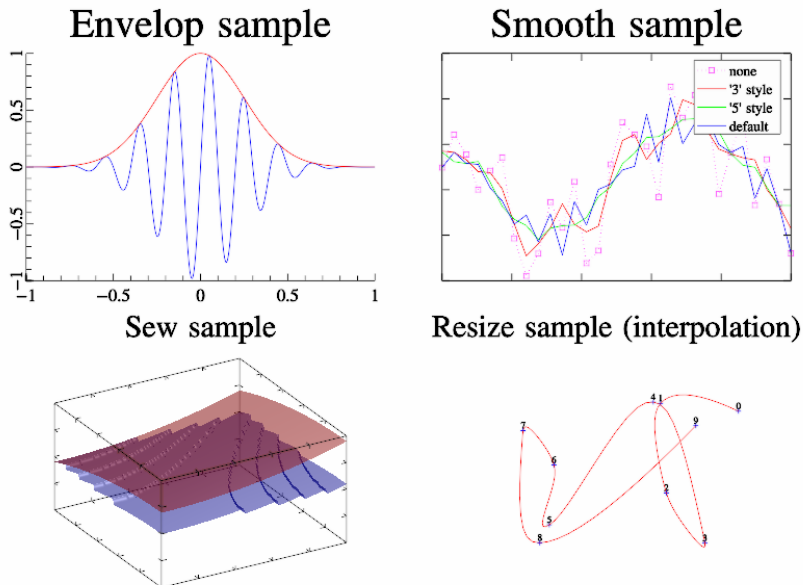 Envelop sample
Smooth sample
1
0.5
0
−0.5
−1
−1
−0.5
0
0.5
1
none
'3' style
'5' style
default
Sew sample
Resize sample (interpolation)
4
1
0
9
7
6
2
5
8
3